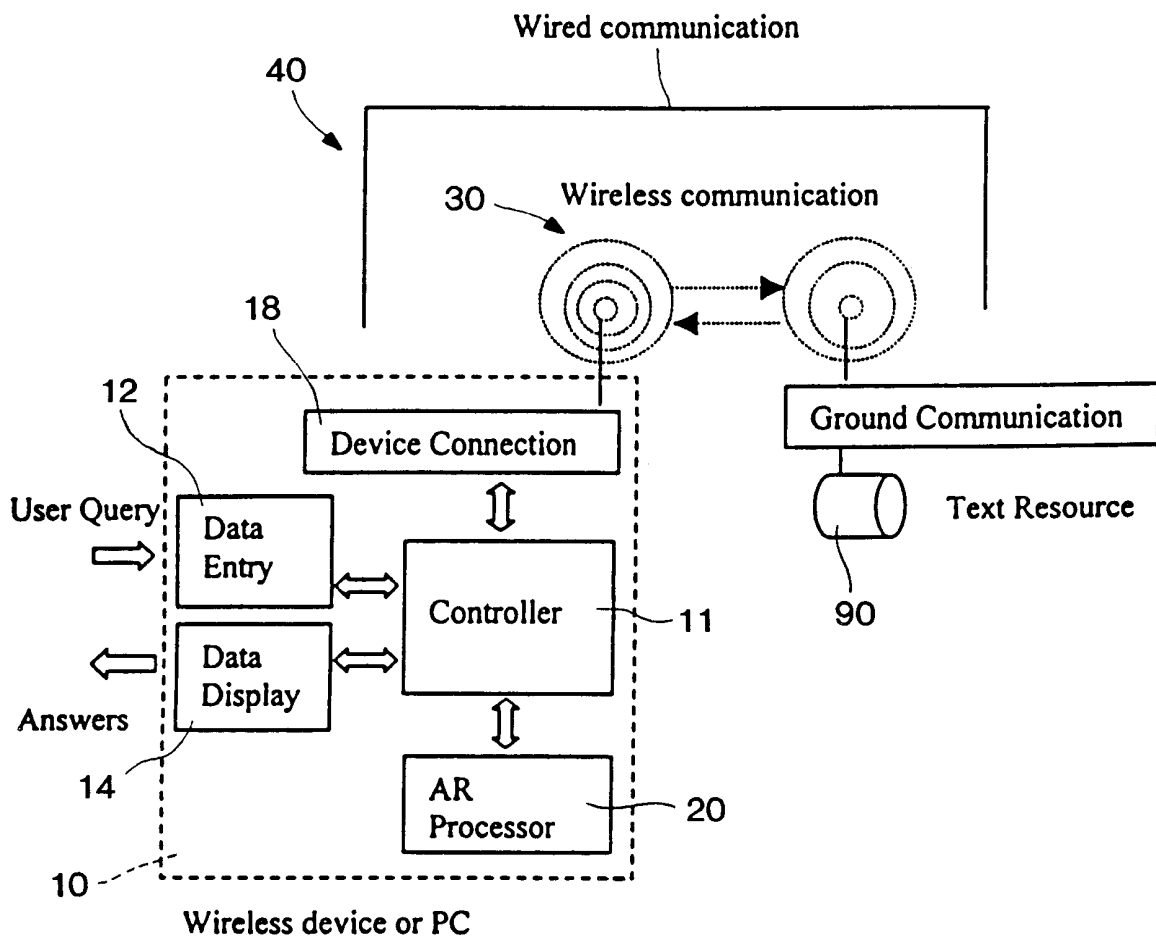 Wired communication
40
30
Wireless communication
18
12
Device Connection
Ground Communication
User Query
Data
Entry
Text Resource
Controller
11
90
Data
Display
Answers
14
AR
Processor
20
10
Wireless device or PC